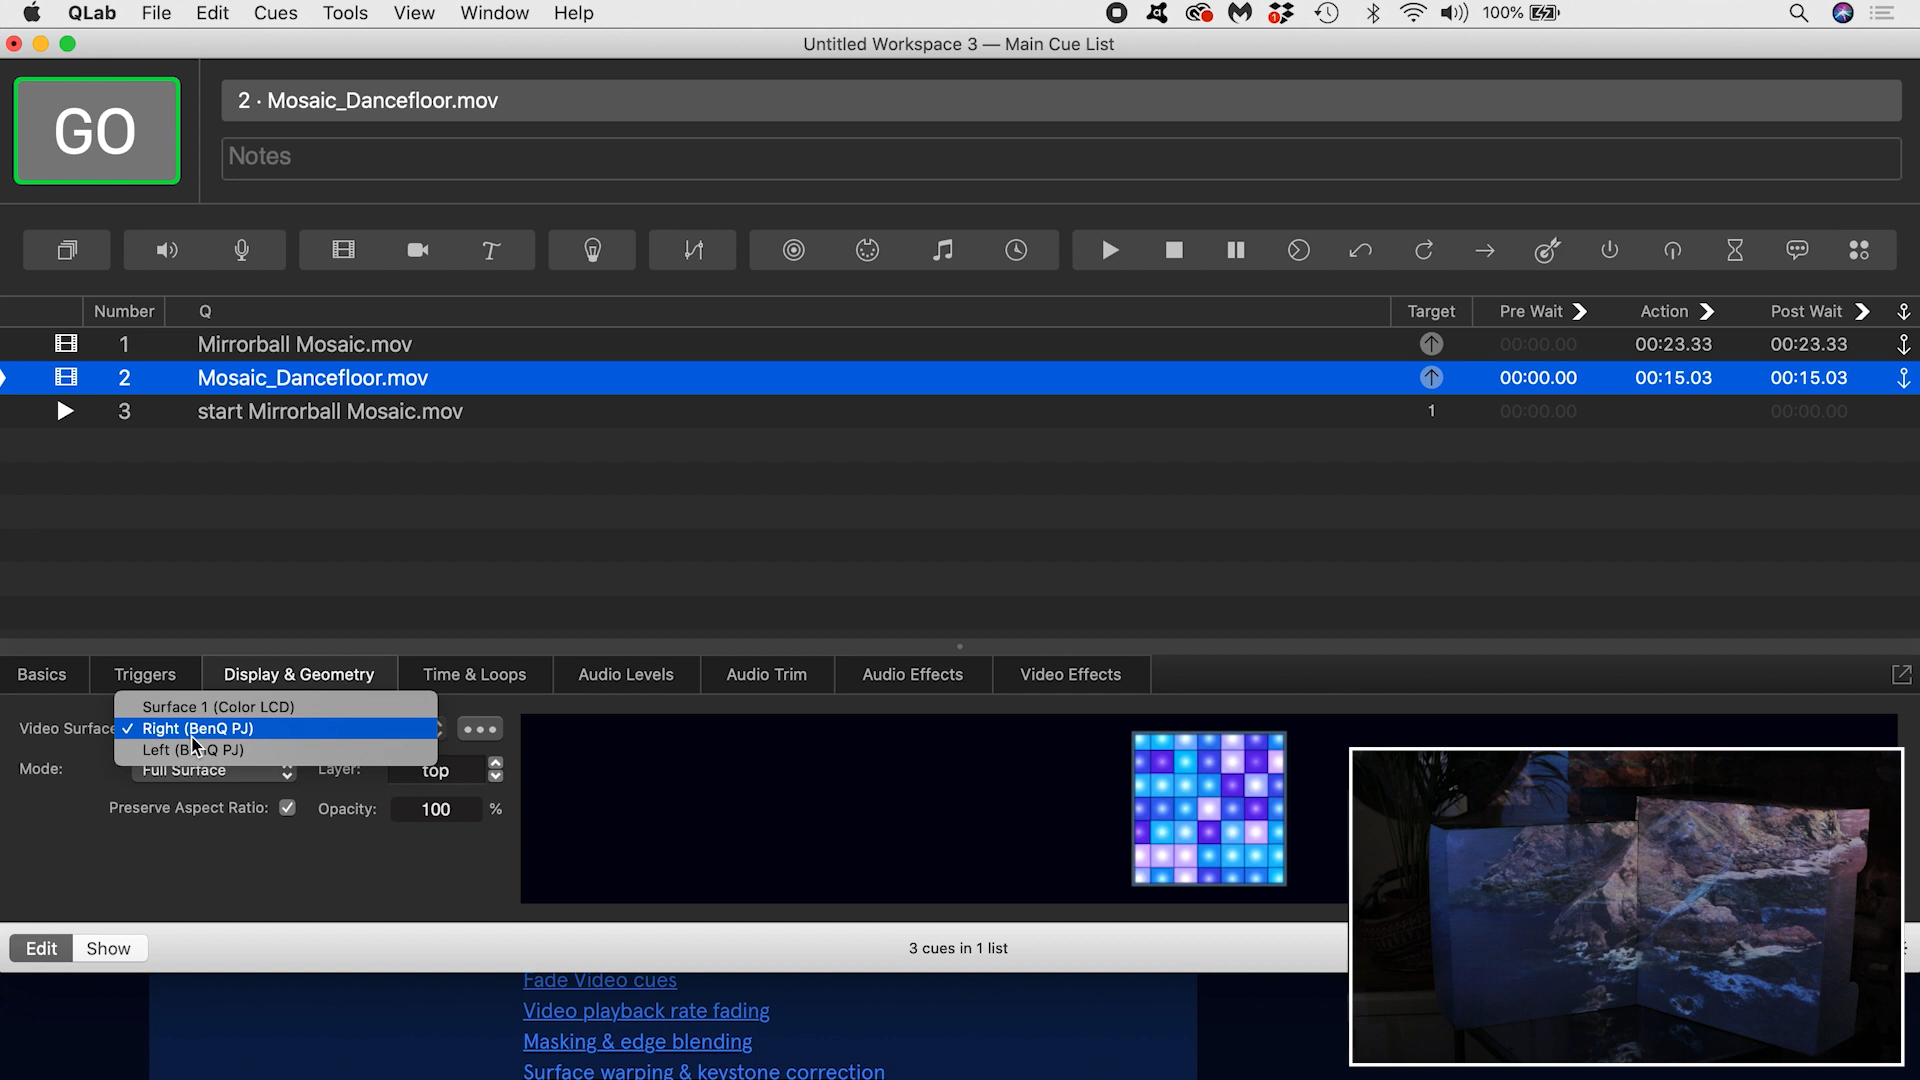 QLab File Edit Cues Tools View Window Help 100%
Untitled Workspace 3 — Main Cue List
GO
2 · Mosaic_Dancefloor.mov
Notes
Number Q Target Pre Wait Action Post Wait
1 Mirrorball Mosaic.mov 00:00.00 00:23.33 00:23.33
2 Mosaic_Dancefloor.mov 00:00.00 00:15.03 00:15.03
3 start Mirrorball Mosaic.mov 1 00:00.00 00:00.00
Basics Triggers Display & Geometry Time & Loops Audio Levels Audio Trim Audio Effects Video Effects
Surface 1 (Color LCD)
Video Surface Right (BenQ PJ)
Left (BenQ PJ)
Mode: Full Surface Layer: top
Preserve Aspect Ratio: Opacity: 100 %
Edit Show 3 cues in 1 list
Fade Video cues
Video playback rate fading
Masking & edge blending
Surface warping & keystone correction